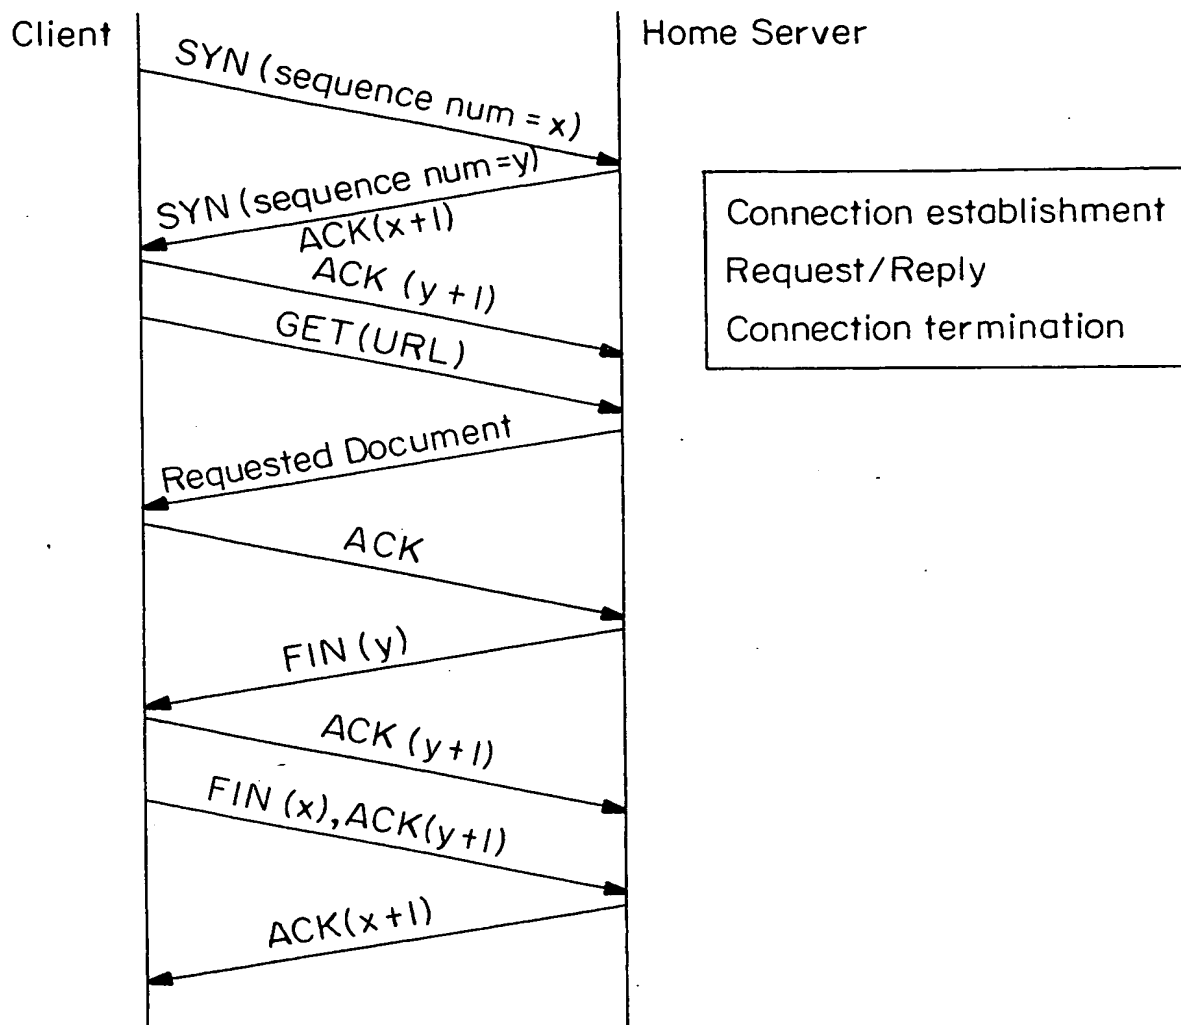 Client
Home Server
SYN (sequence num = x)
SYN (sequence num=y)
ACK(x+1)
ACK (y+1)
GET(URL)
Requested Document
ACK
FIN (y)
ACK (y+1)
FIN (x), ACK(y+1)
ACK(x+1)
Connection establishment
Request/Reply
Connection termination